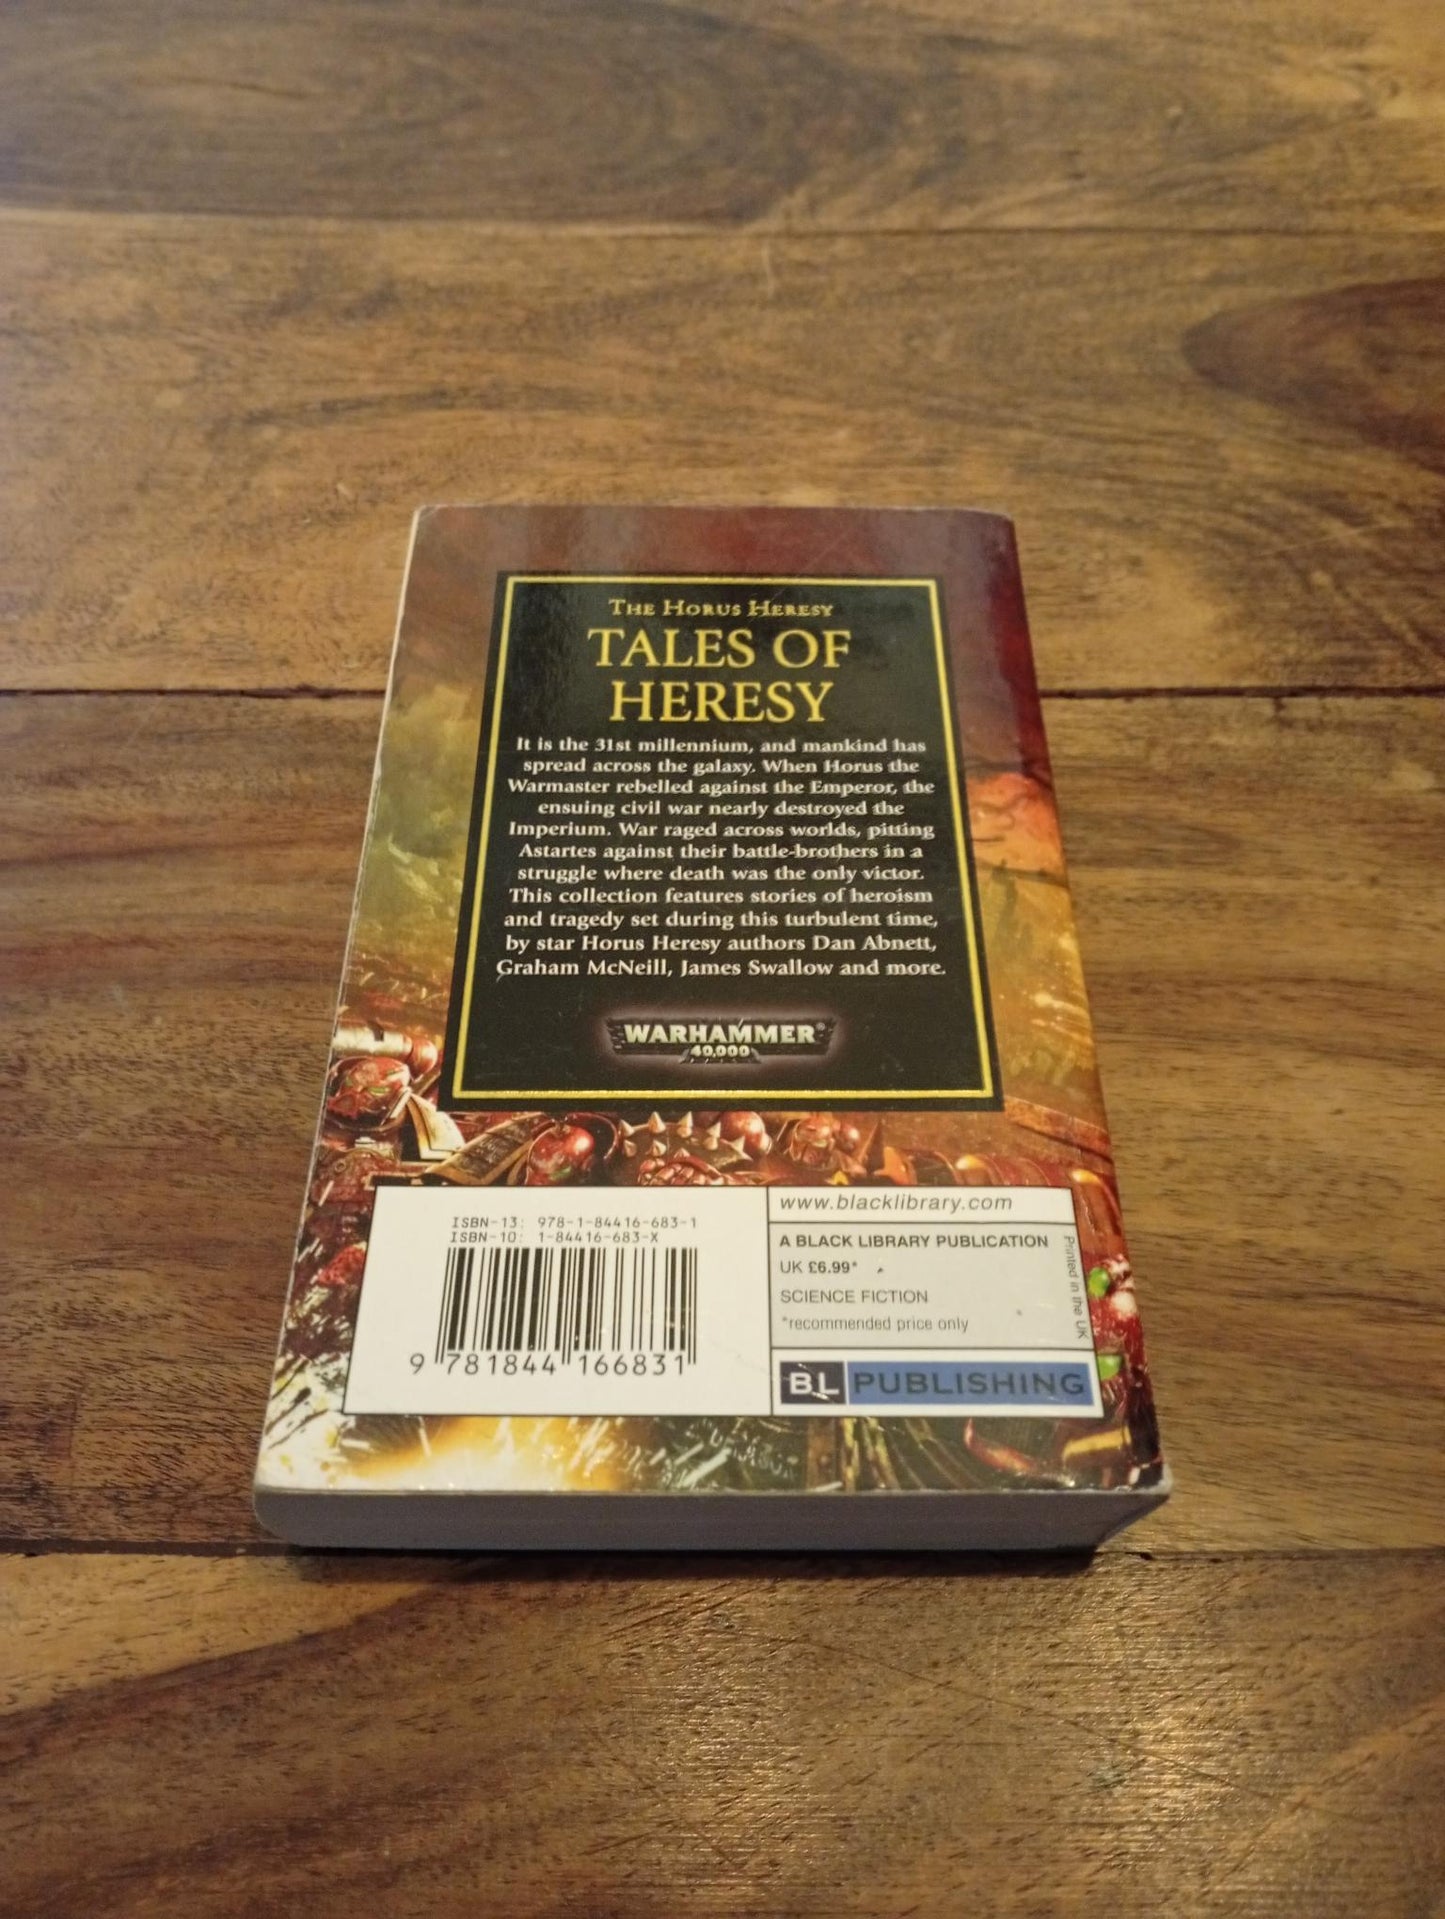 THE HORUS HERESY
TALES OF
HERESY
It is the 31st millennium, and mankind has
spread across the galaxy. When Horus the
Warmaster rebelled against the Emperor, the
ensuing civil war nearly destroyed the
Imperium. War raged across worlds, pitting
Astartes against their battle-brothers in a
struggle where death was the only victor.
This collection features stories of heroism
and tragedy set during this turbulent time,
by star Horus Heresy authors Dan Abnett,
Graham McNeill, James Swallow and more.
WARHAMMER®
40,000
ISBN-13: 978-1-84416-683-1
ISBN-10: 1-84416-683-X
9 781844 166831
www.blacklibrary.com
A BLACK LIBRARY PUBLICATION
UK £6.99*
SCIENCE FICTION
*recommended price only
Printed in the UK
BL PUBLISHING